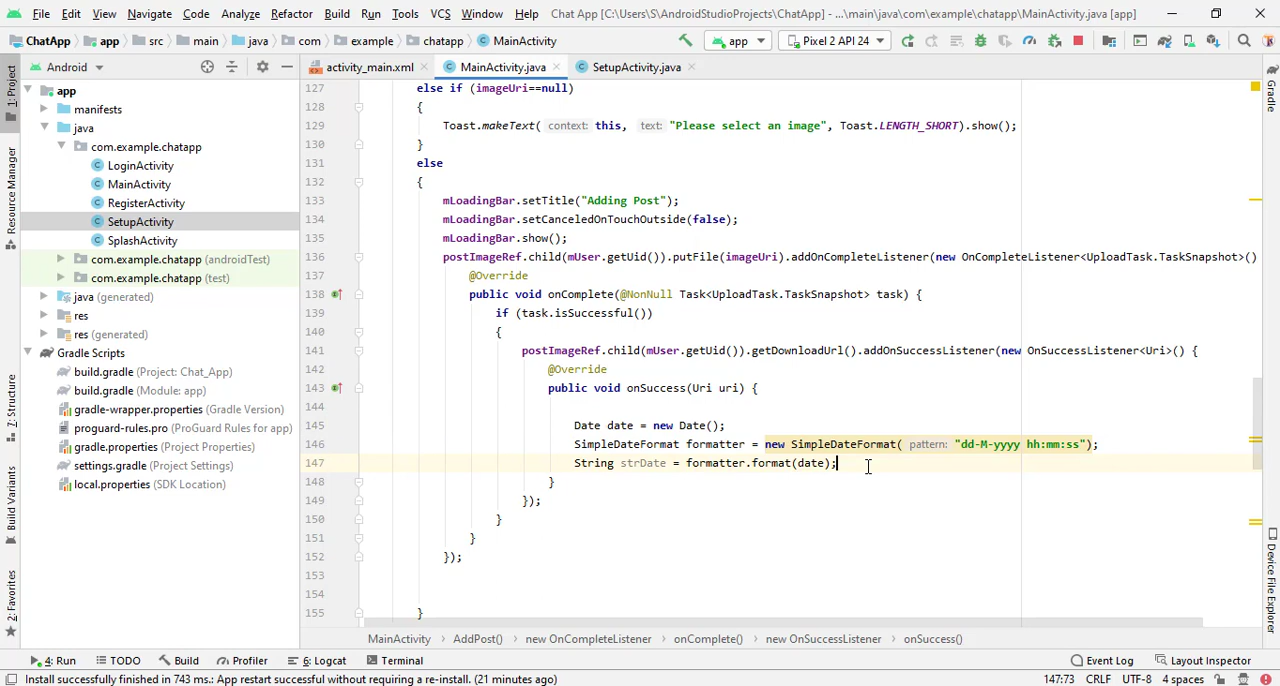 File Edit View Navigate Code Analyze Refactor Build Run Tools VCS Window Help Chat App [C:\Users\S\AndroidStudioProjects\ChatApp] - ...\main\java\com\example\chatapp\MainActivity.java [app]
ChatApp app src main java com example chatapp MainActivity app Pixel 2 API 24
Android activity_main.xml MainActivity.java SetupActivity.java
1: Project
Resource Manager
Z: Structure
Build Variants
2: Favorites
app
manifests
java
com.example.chatapp
LoginActivity
MainActivity
RegisterActivity
SetupActivity
SplashActivity
com.example.chatapp (androidTest)
com.example.chatapp (test)
java (generated)
res
res (generated)
Gradle Scripts
build.gradle (Project: Chat_App)
build.gradle (Module: app)
gradle-wrapper.properties (Gradle Version)
proguard-rules.pro (ProGuard Rules for app)
gradle.properties (Project Properties)
settings.gradle (Project Settings)
local.properties (SDK Location)
127 else if (imageUri==null)
128 {
129 Toast.makeText( context: this, text: "Please select an image", Toast.LENGTH_SHORT).show();
130 }
131 else
132 {
133 mLoadingBar.setTitle("Adding Post");
134 mLoadingBar.setCanceledOnTouchOutside(false);
135 mLoadingBar.show();
136 postImageRef.child(mUser.getUid()).putFile(imageUri).addOnCompleteListener(new OnCompleteListener<UploadTask.TaskSnapshot>()
137 @Override
138 public void onComplete(@NonNull Task<UploadTask.TaskSnapshot> task) {
139 if (task.isSuccessful())
140 {
141 postImageRef.child(mUser.getUid()).getDownloadUrl().addOnSuccessListener(new OnSuccessListener<Uri>() {
142 @Override
143 public void onSuccess(Uri uri) {
144
145 Date date = new Date();
146 SimpleDateFormat formatter = new SimpleDateFormat( pattern: "dd-M-yyyy hh:mm:ss");
147 String strDate = formatter.format(date);
148 }
149 });
150 }
151 }
152 });
153
154
155 }
Gradle
Device File Explorer
MainActivity › AddPost() › new OnCompleteListener › onComplete() › new OnSuccessListener › onSuccess()
4: Run TODO Build Profiler 6: Logcat Terminal Event Log Layout Inspector
Install successfully finished in 743 ms.: App restart successful without requiring a re-install. (21 minutes ago) 147:73 CRLF UTF-8 4 spaces